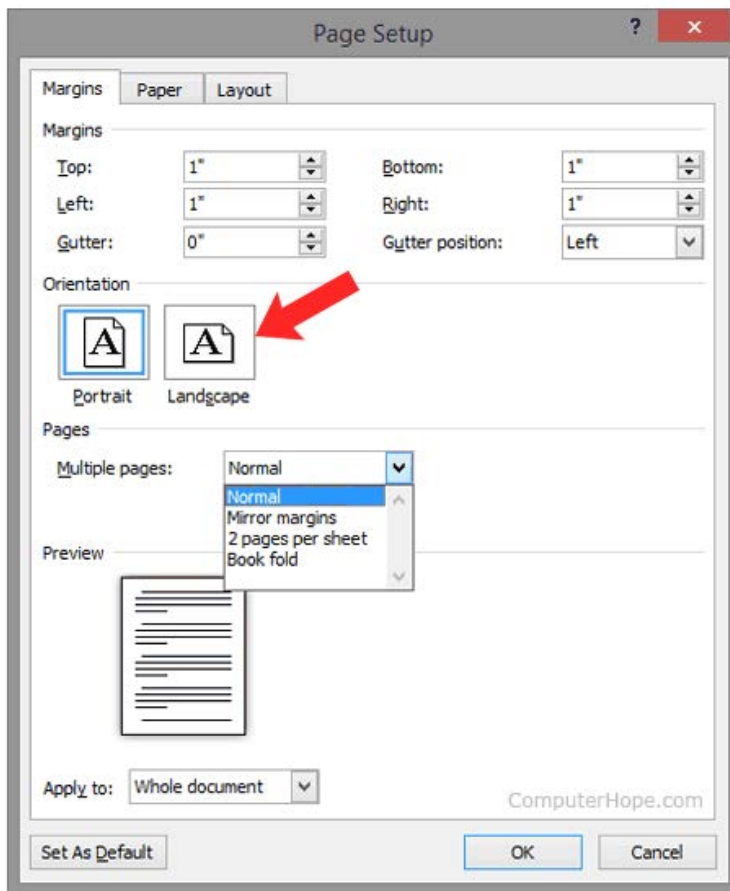 Page Setup
?
Margins Paper Layout
Margins
Top: 1" Bottom: 1"
Left: 1" Right: 1"
Gutter: 0" Gutter position: Left
Orientation
A A
Portrait Landscape
Pages
Multiple pages: Normal
Normal
Mirror margins
2 pages per sheet
Book fold
Preview
Apply to: Whole document
ComputerHope.com
Set As Default OK Cancel